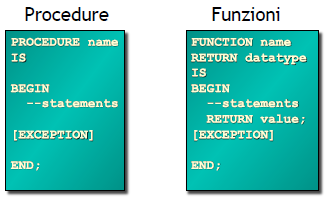 Procedure
PROCEDURE name
IS
BEGIN
--statements
[EXCEPTION]
END;
Funzioni
FUNCTION name
RETURN datatype
IS
BEGIN
--statements
RETURN value;
[EXCEPTION]
END;